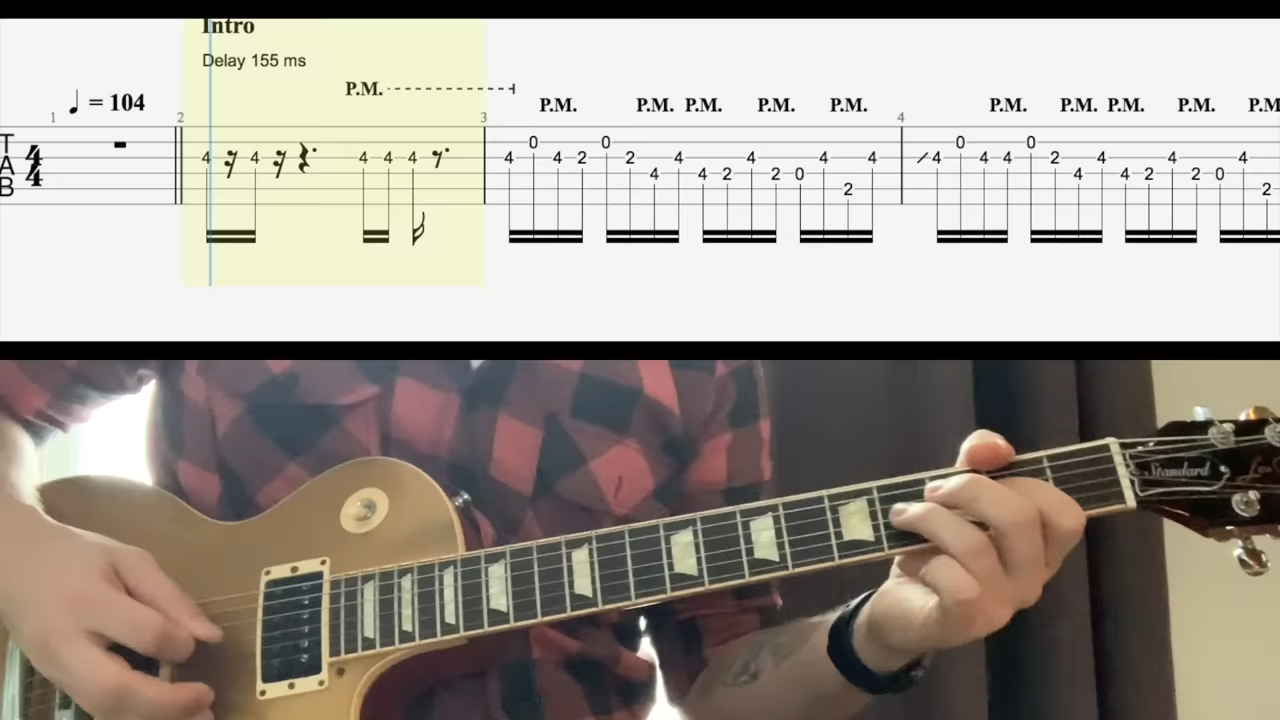 Intro
Delay 155 ms
P.M.
♩ = 104
P.M. P.M. P.M. P.M. P.M. P.M. P.M. P.M. P.M. P.M
1 2 3 4
T 0 0 0 0
4 4 4 4 4 4 4 4 2 2 4 4 4 4 4 4 4 2 4 4
A 4 4 2 2 0 4 4 2 2 0
B 2 2
4
4
Standard